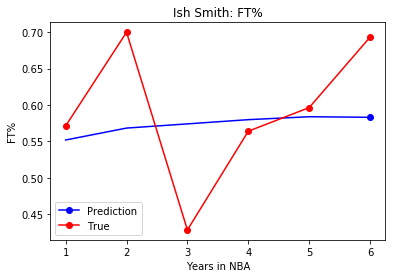 Ish Smith: FT%
FT%
0.70
0.65
0.60
0.55
0.50
0.45
Prediction
True
1 2 3 4 5 6
Years in NBA